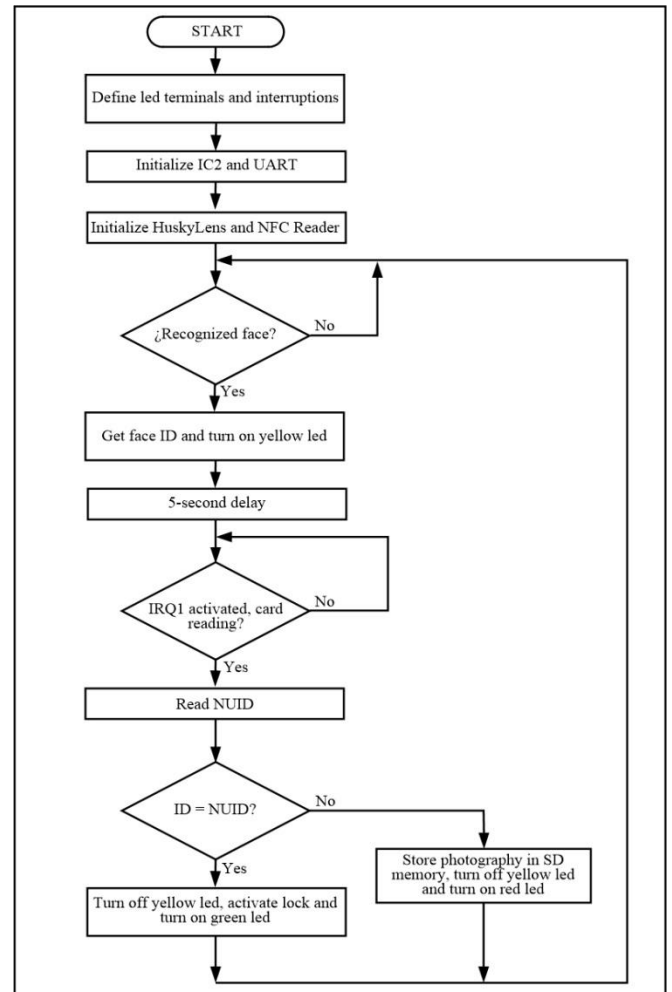 START
Define led terminals and interruptions
Initialize IC2 and UART
Initialize HuskyLens and NFC Reader
¿Recognized face?
No
Yes
Get face ID and turn on yellow led
5-second delay
IRQ1 activated, card
reading?
No
Yes
Read NUID
ID = NUID?
No
Yes
Store photography in SD
memory, turn off yellow led
and turn on red led
Turn off yellow led, activate lock and
turn on green led